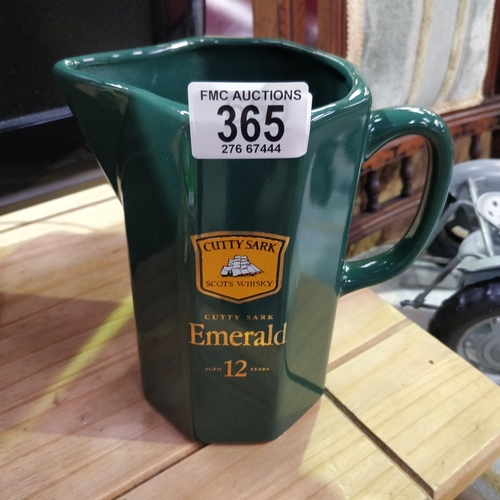 FMC AUCTIONS
365
276 67444
CUTTY SARK
SCOTS WHISKY
CUTTY SARK
Emerald
AGED 12 YEARS